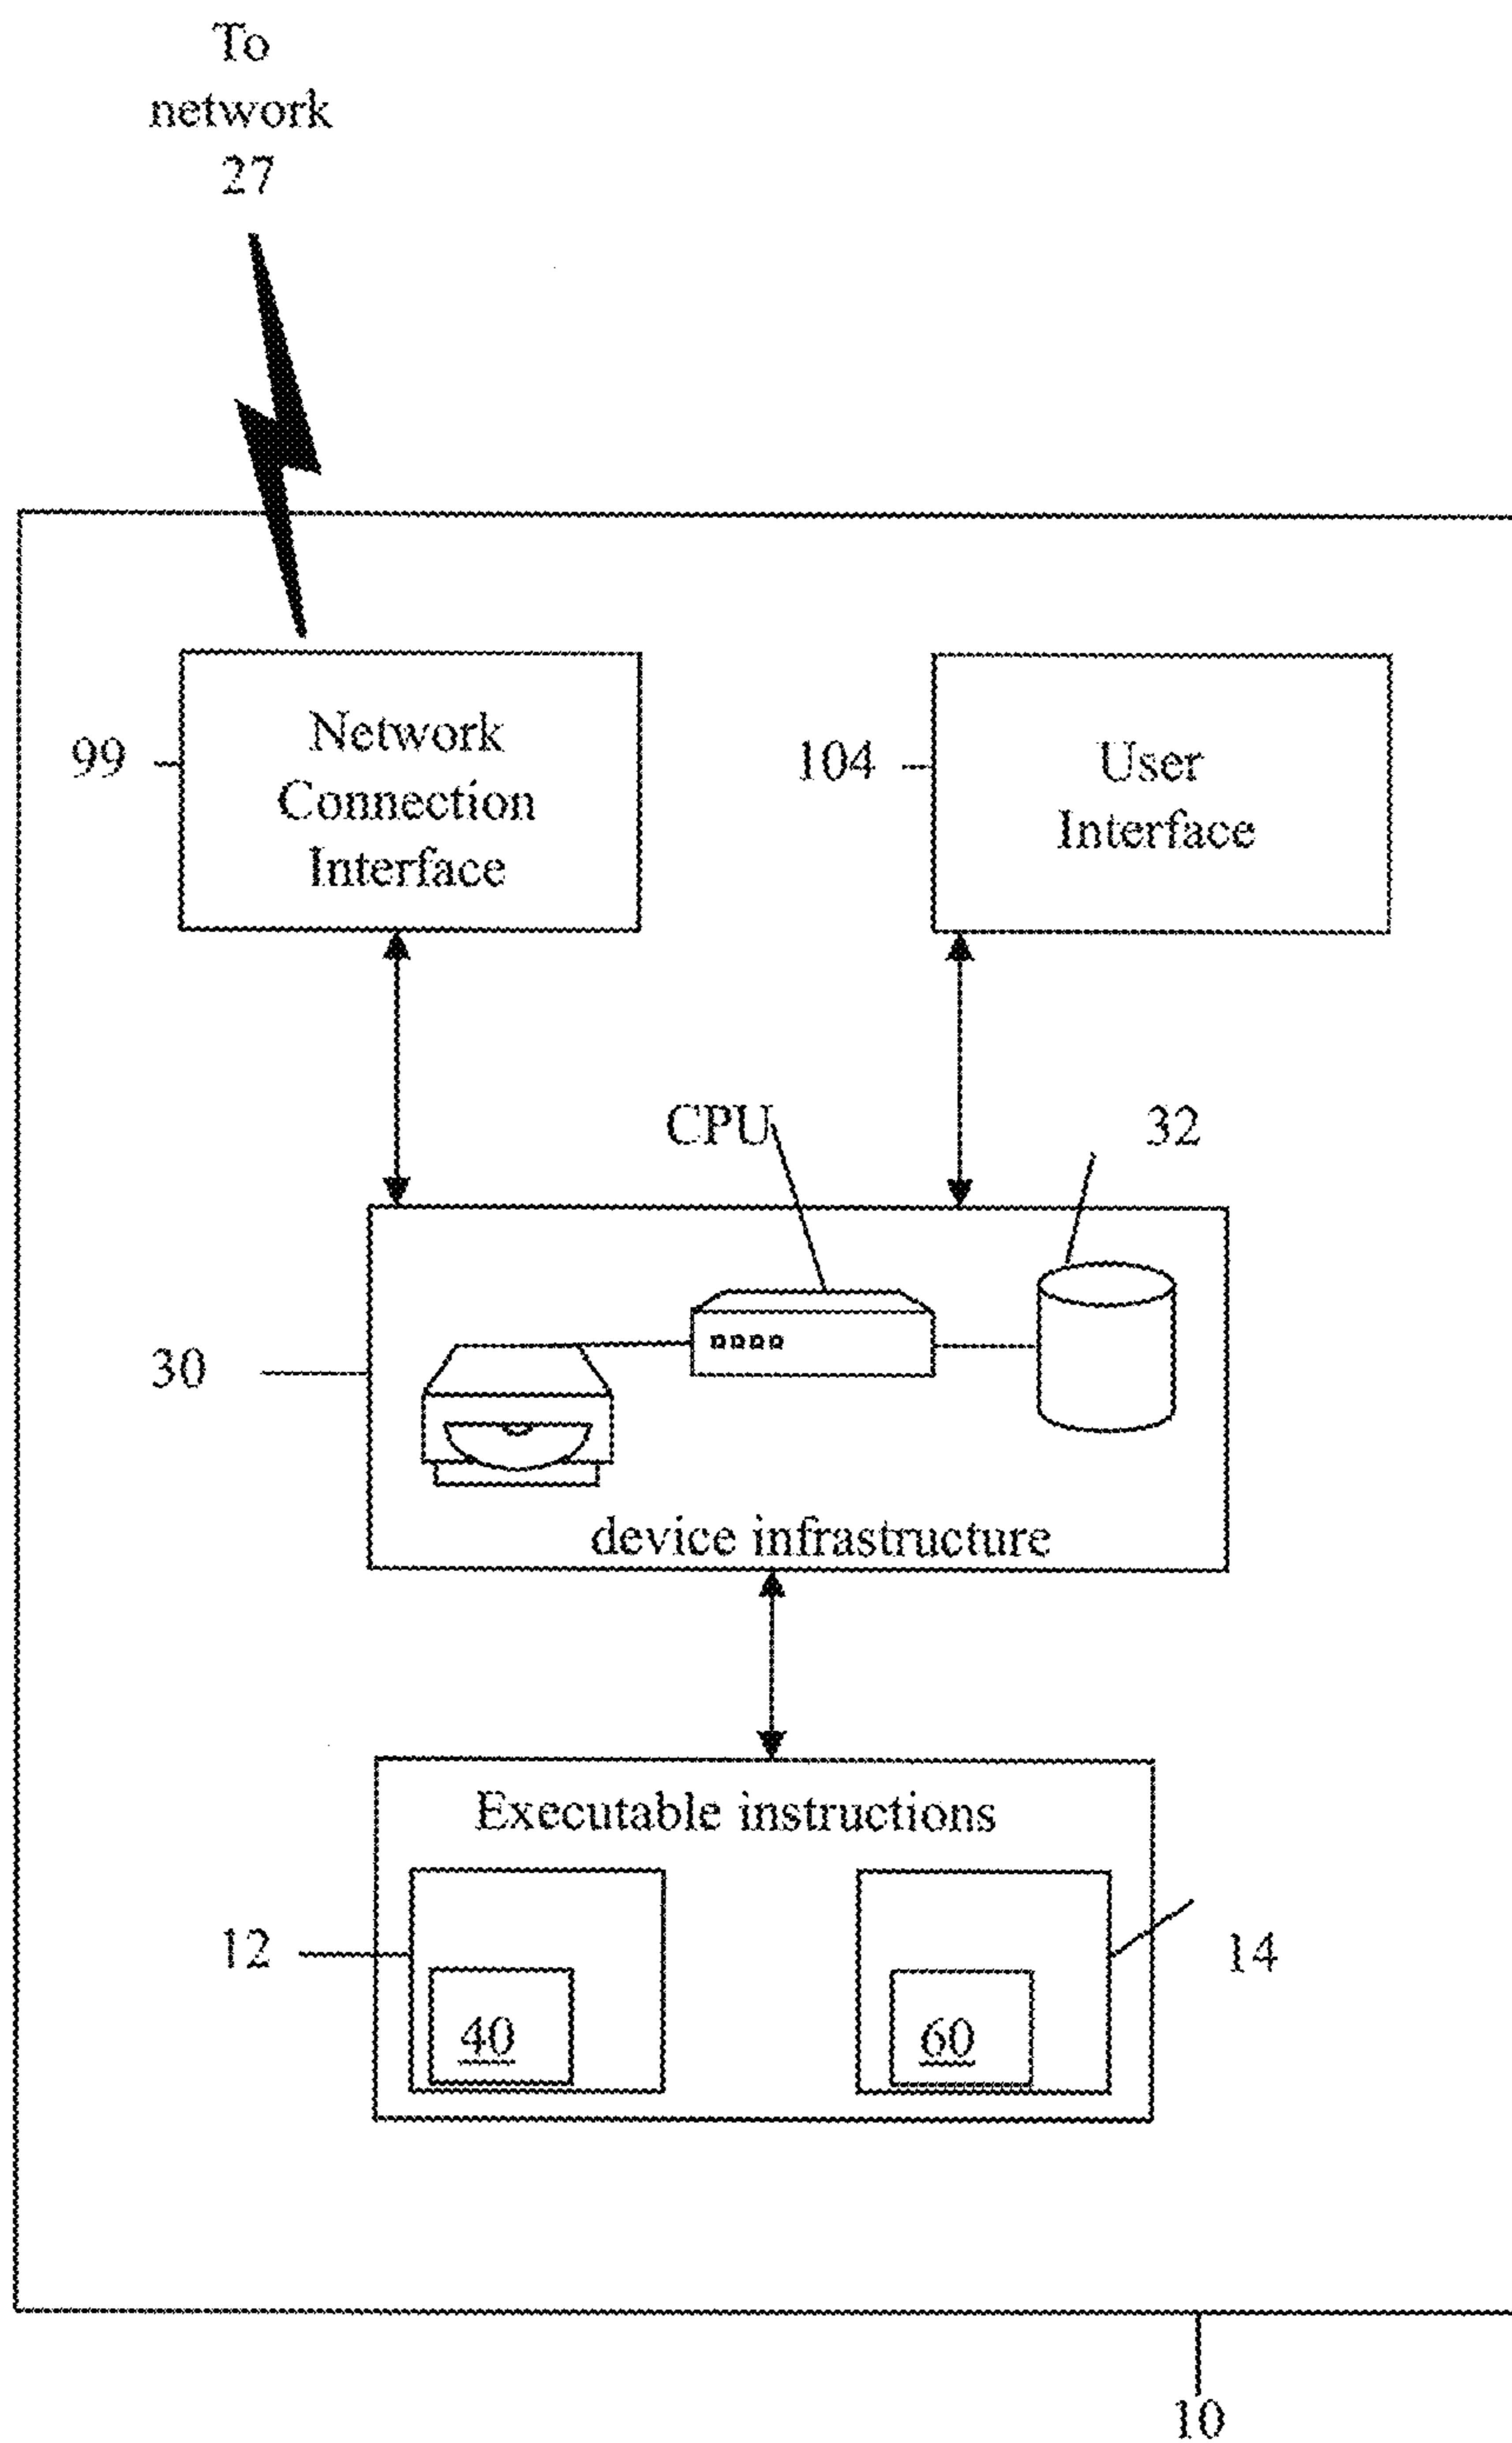 To
network
27
99
Network
Connection
Interface
104
User
Interface
CPU
32
30
device infrastructure
Executable instructions
12
14
40
60
10